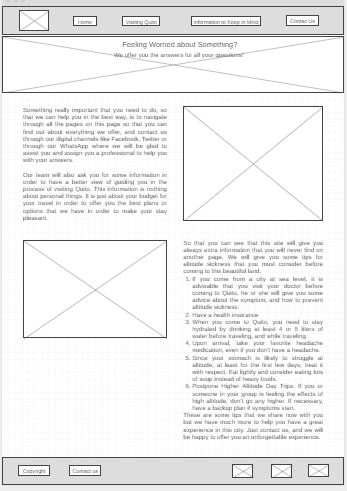 Home
Visiting Quito
Information to Keep in Mind
Contac-Us
Feeling Worried about Something?
We offer you the answers for all your questions!
Something really important that you need to do, so
that we can help you in the best way, is to navigate
through all the pages on this page so that you can
find out about everything we offer, and contact us
through our digital channels like Facebook, Twitter or
through our WhatsApp where we will be glad to
assist you and assign you a professional to help you
with your answers.
Our team will also ask you for some information in
order to have a better view of guiding you in the
process of visiting Quito. This information is nothing
about personal things, it is just about your budget for
your travel in order to offer you the best plans or
options that we have in order to make your stay
pleasant.
So that you can see that this site will give you
always extra information that you will never find on
another page. We will give you some tips for
altitude sickness that you must consider before
coming to this beautiful land.
1. If you come from a city at sea level, it is
advisable that you visit your doctor before
coming to Quito, he or she will give you some
advice about the symptom, and how to prevent
altitude sickness.
2. Have a health insurance
3. When you come to Quito, you need to stay
hydrated by drinking at least 4 or 5 liters of
water before traveling, and while traveling.
4. Upon arrival, take your favorite headache
medication, even if you don't have a headache.
5. Since your stomach is likely to struggle at
altitude, at least for the first few days, treat it
with respect. Eat lightly and consider eating lots
of soup instead of heavy foods.
6. Postpone Higher Altitude Day Trips. If you or
someone in your group is feeling the effects of
high altitude, don't go any higher. If necessary,
have a backup plan if symptoms start.
These are some tips that we share now with you
but we have much more to help you have a great
experience in this city. Just contact us, and we will
be happy to offer you an unforgettable experience.
Copyright
Contact us